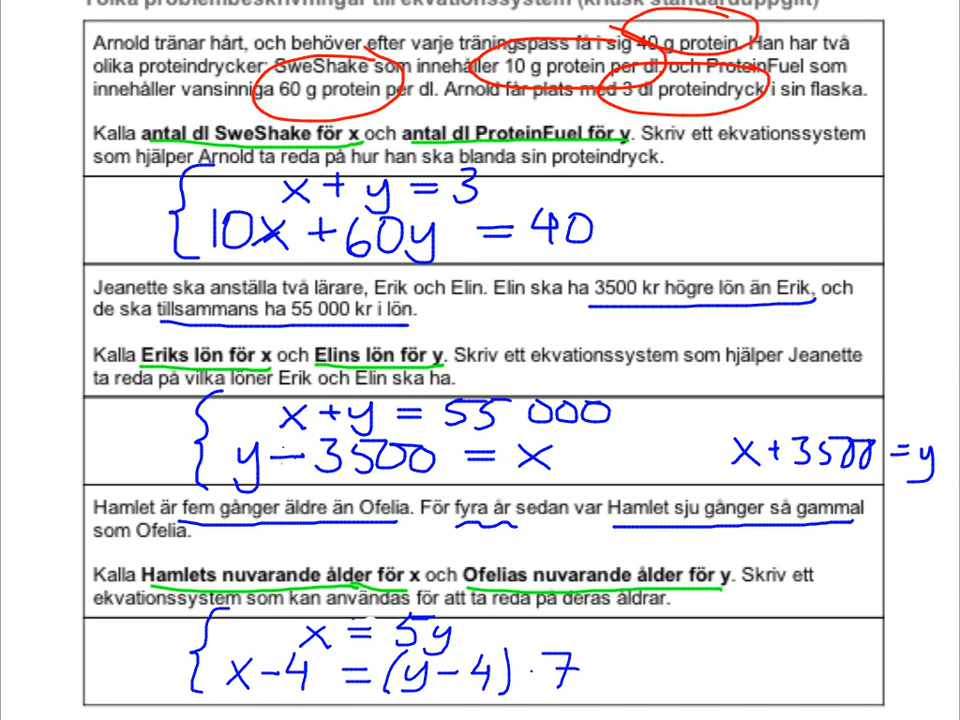 Tolka problembeskrivningar till ekvationssystem (kritisk standarduppgift)
Arnold tränar hårt, och behöver efter varje träningspass få i sig 40 g protein. Han har två
olika proteindrycker: SweShake som innehåller 10 g protein per dl, och ProteinFuel som
innehåller vansinniga 60 g protein per dl. Arnold får plats med 3 dl proteindryck i sin flaska.
Kalla antal dl SweShake för x och antal dl ProteinFuel för y. Skriv ett ekvationssystem
som hjälper Arnold ta reda på hur han ska blanda sin proteindryck.
x + y = 3
10x + 60y = 40
Jeanette ska anställa två lärare, Erik och Elin. Elin ska ha 3500 kr högre lön än Erik, och
de ska tillsammans ha 55 000 kr i lön.
Kalla Eriks lön för x och Elins lön för y. Skriv ett ekvationssystem som hjälper Jeanette
ta reda på vilka löner Erik och Elin ska ha.
x + y = 55 000
y - 3500 = x x + 3500 = y
Hamlet är fem gånger äldre än Ofelia. För fyra år sedan var Hamlet sju gånger så gammal
som Ofelia.
Kalla Hamlets nuvarande ålder för x och Ofelias nuvarande ålder för y. Skriv ett
ekvationssystem som kan användas för att ta reda på deras åldrar.
x = 5y
x - 4 = (y - 4) · 7